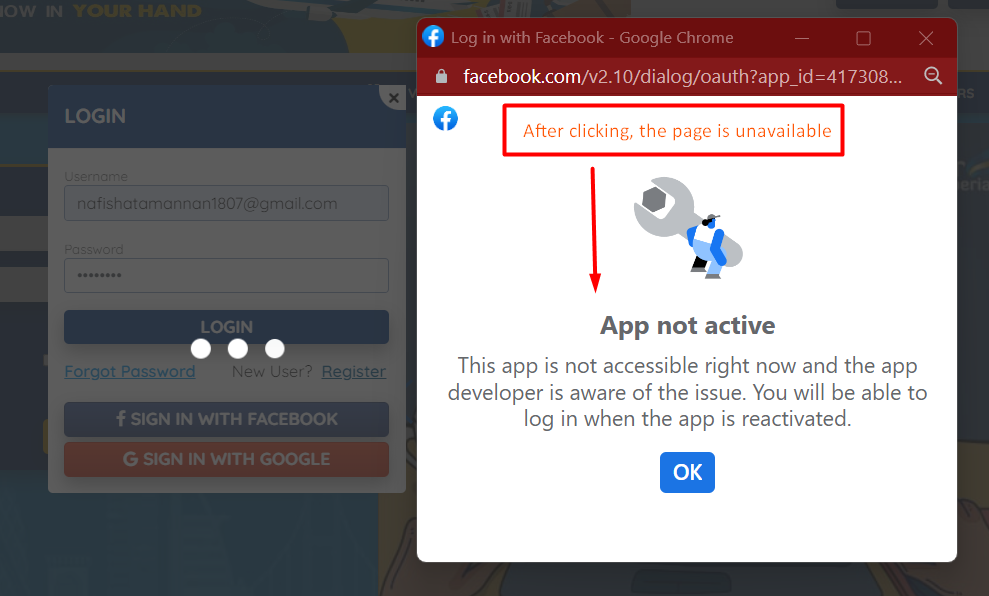 NOW IN YOUR HAND
LOGIN
Username
nafishatamannan1807@gmail.com
Password
LOGIN
Forgot Password New User? Register
SIGN IN WITH FACEBOOK
G SIGN IN WITH GOOGLE
Log in with Facebook - Google Chrome
facebook.com/v2.10/dialog/oauth?app_id=417308...
After clicking, the page is unavailable
App not active
This app is not accessible right now and the app
developer is aware of the issue. You will be able to
log in when the app is reactivated.
OK